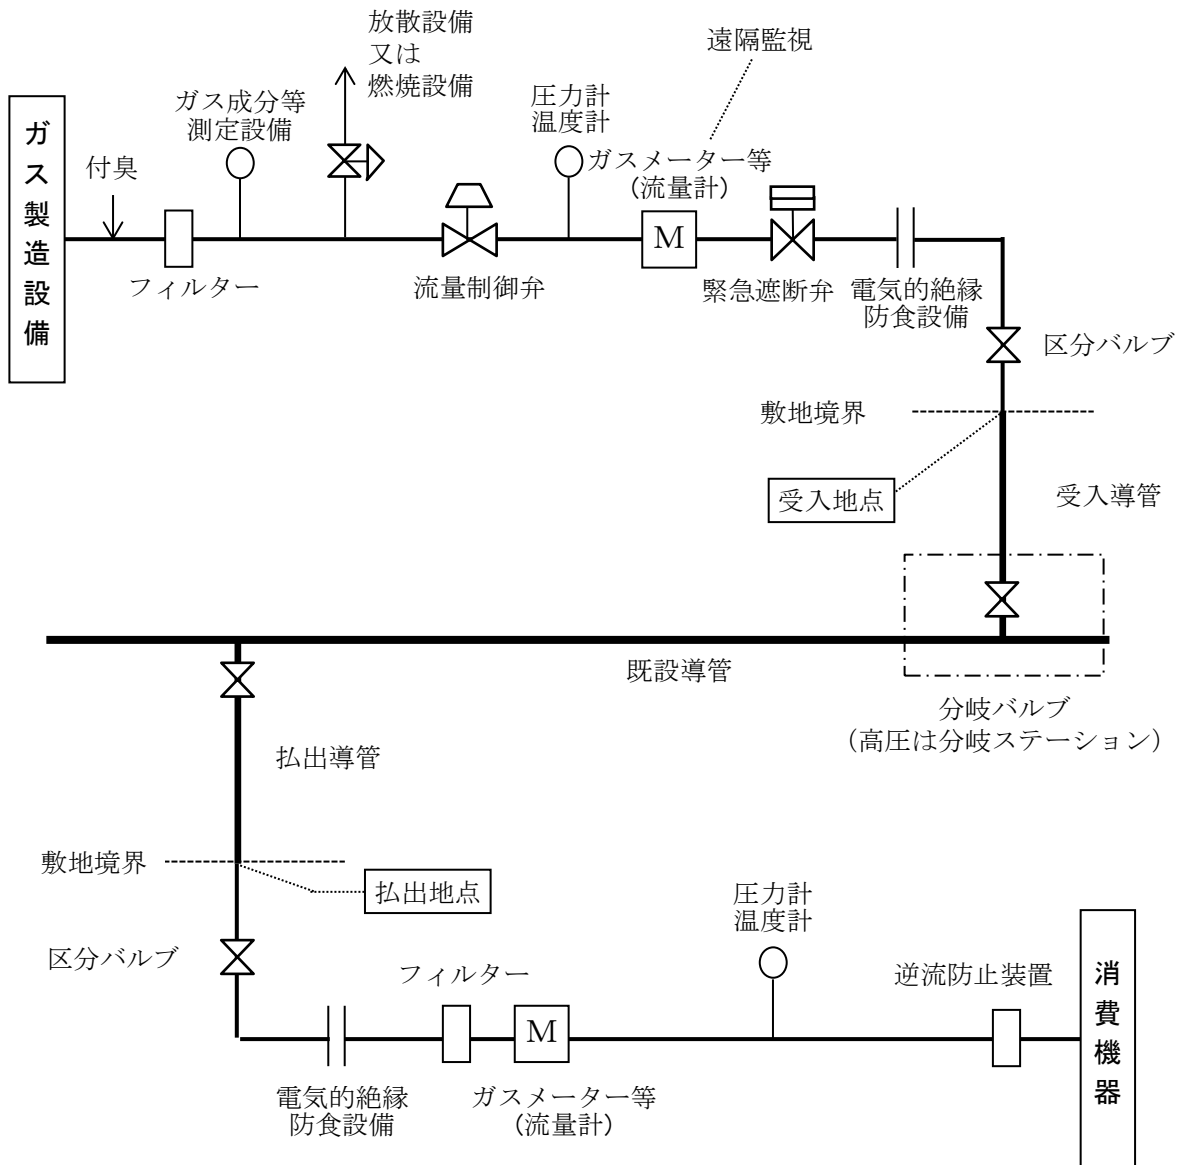 放散設備
又は
燃焼設備
遠隔監視
ガス成分等
測定設備
圧力計
温度計
ガス製造設備
付臭
ガスメーター等
(流量計)
M
フィルター
流量制御弁
緊急遮断弁
電気的絶縁
防食設備
区分バルブ
敷地境界
受入地点
受入導管
既設導管
分岐バルブ
(高圧は分岐ステーション)
払出導管
敷地境界
払出地点
区分バルブ
圧力計
温度計
フィルター
逆流防止装置
消費機器
M
電気的絶縁
防食設備
ガスメーター等
(流量計)